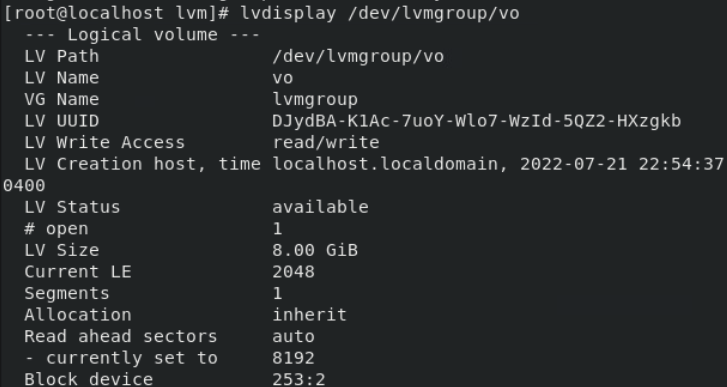 [root@localhost lvm]# lvdisplay /dev/lvmgroup/vo
--- Logical volume ---
LV Path                /dev/lvmgroup/vo
LV Name                vo
VG Name                lvmgroup
LV UUID                DJydBA-K1Ac-7uoY-Wlo7-WzId-5QZ2-HXzgkb
LV Write Access        read/write
LV Creation host, time localhost.localdomain, 2022-07-21 22:54:37
0400
LV Status              available
# open                 1
LV Size                8.00 GiB
Current LE             2048
Segments               1
Allocation             inherit
Read ahead sectors     auto
- currently set to     8192
Block device           253:2